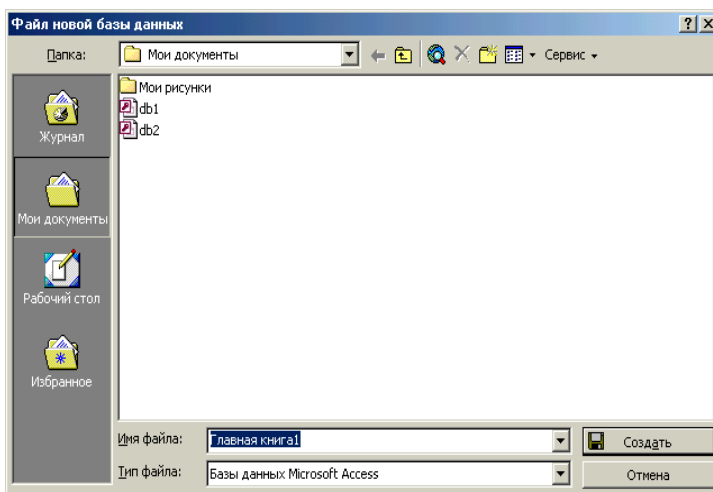 Файл новой базы данных
Папка:
Мои документы
Сервис
Мои рисунки
db1
db2
Журнал
Мои документы
Рабочий стол
Избранное
Имя файла:
Главная книга1
Создать
Тип файла:
Базы данных Microsoft Access
Отмена